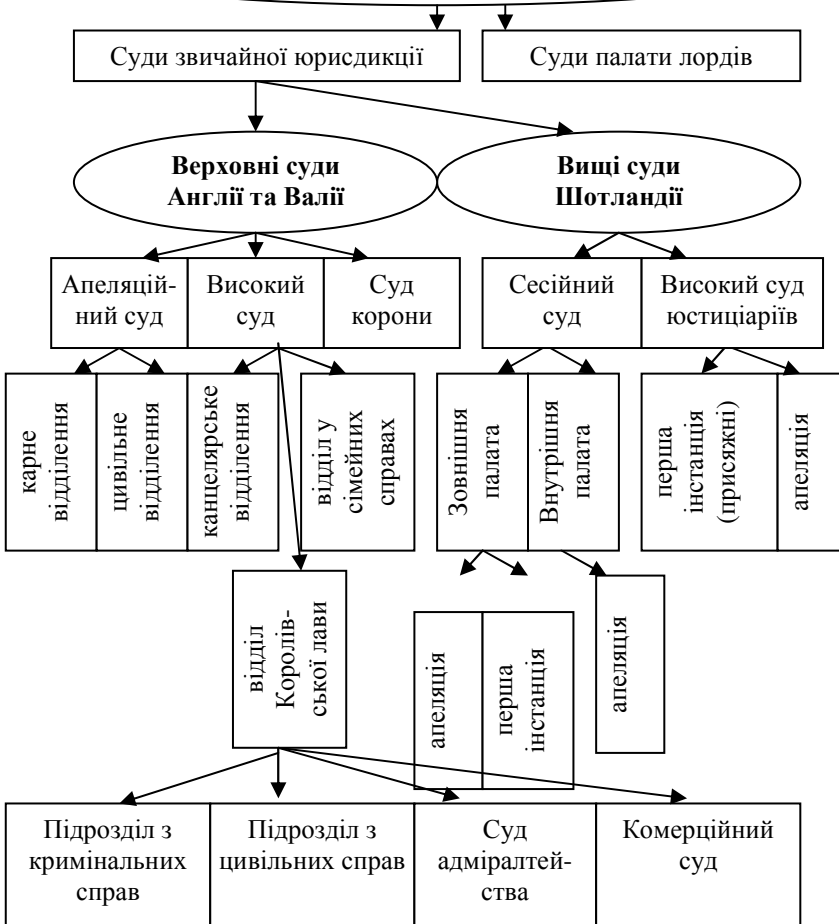 Суди звичайної юрисдикції
Суди палати лордів
Верховні суди
Англії та Валії
Вищі суди
Шотландії
Апеляцій-
ний суд
Високий
суд
Суд
корони
Сесійний
суд
Високий суд
юстиціаріїв
карне
відділення
цивільне
відділення
канцелярське
відділення
відділ у
сімейних
справах
Зовнішня
палата
Внутрішня
палата
перша
інстанція
(присяжні)
апеляція
відділ
Королів-
ської лави
апеляція
перша
інстанція
апеляція
Підрозділ з
кримінальних
справ
Підрозділ з
цивільних справ
Суд
адміралтей-
ства
Комерційний
суд